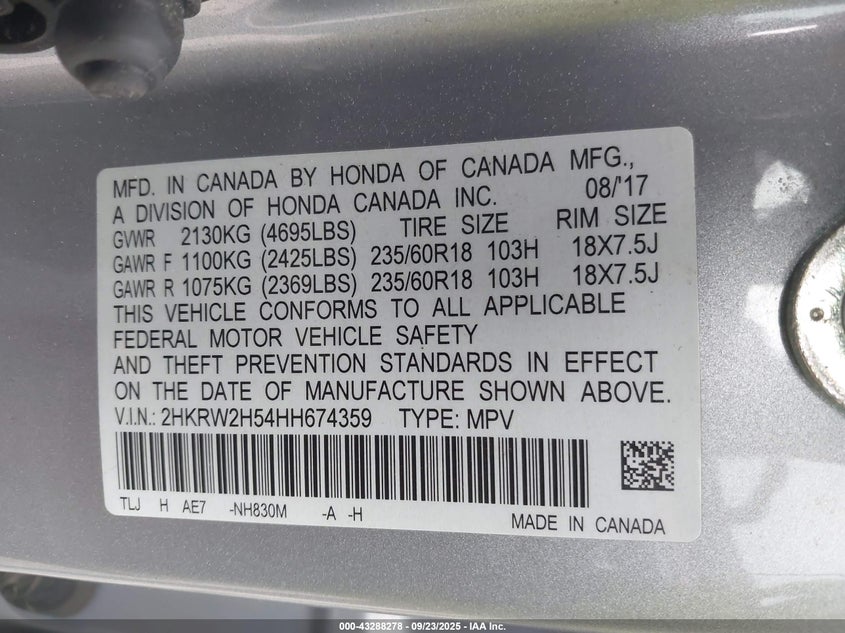 MFD. IN CANADA BY HONDA OF CANADA MFG.,
A DIVISION OF HONDA CANADA INC. 08/'17
GVWR 2130KG (4695LBS) TIRE SIZE RIM SIZE
GAWR F 1100KG (2425LBS) 235/60R18 103H 18X7.5J
GAWR R 1075KG (2369LBS) 235/60R18 103H 18X7.5J
THIS VEHICLE CONFORMS TO ALL APPLICABLE
FEDERAL MOTOR VEHICLE SAFETY
AND THEFT PREVENTION STANDARDS IN EFFECT
ON THE DATE OF MANUFACTURE SHOWN ABOVE.
V.I.N.: 2HKRW2H54HH674359 TYPE: MPV
TLJ H AE7 -NH830M -A -H
MADE IN CANADA
000-43288278 - 09/23/2025 - IAA Inc.